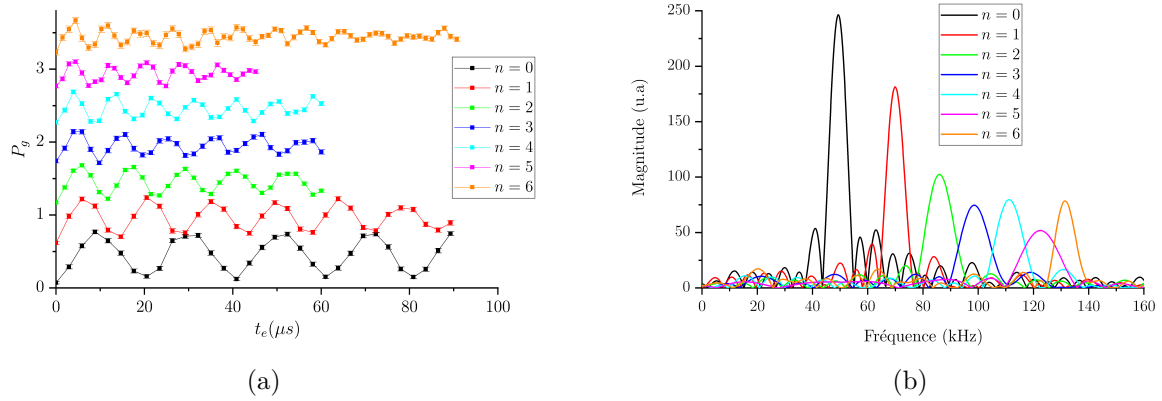 3
2
1
0
P_g
0
20
40
60
80
100
t_e(μs)
n = 0
n = 1
n = 2
n = 3
n = 4
n = 5
n = 6
(a)
250
200
150
100
50
0
Magnitude (u.a)
0
20
40
60
80
100
120
140
160
Fréquence (kHz)
n = 0
n = 1
n = 2
n = 3
n = 4
n = 5
n = 6
(b)